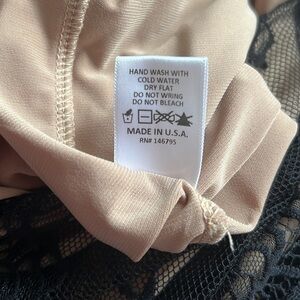 HAND WASH WITH
COLD WATER
DRY FLAT
DO NOT WRING
DO NOT BLEACH
MADE IN U.S.A.
RN# 146795